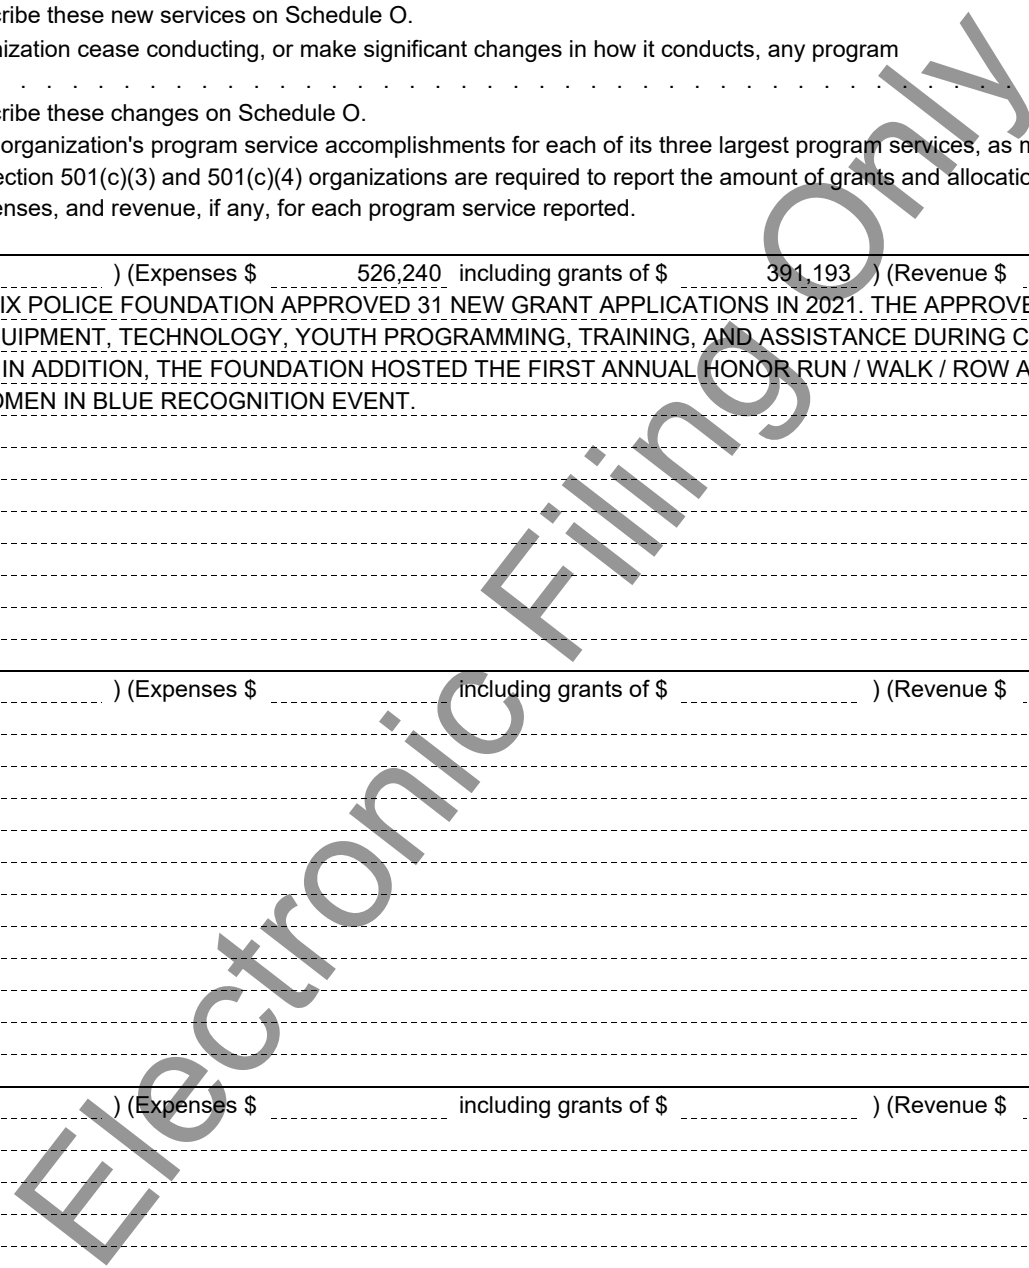 cribe these new services on Schedule O.
nization cease conducting, or make significant changes in how it conducts, any program
. . . . . . . . . . . . . . . . . . . . . . . . . . . . . . . . . . . . . . .
cribe these changes on Schedule O.
organization's program service accomplishments for each of its three largest program services, as m
ection 501(c)(3) and 501(c)(4) organizations are required to report the amount of grants and allocatio
enses, and revenue, if any, for each program service reported.
) (Expenses $ 526,240 including grants of $ 391,193 ) (Revenue $
IX POLICE FOUNDATION APPROVED 31 NEW GRANT APPLICATIONS IN 2021. THE APPROVE
UIPMENT, TECHNOLOGY, YOUTH PROGRAMMING, TRAINING, AND ASSISTANCE DURING C
IN ADDITION, THE FOUNDATION HOSTED THE FIRST ANNUAL HONOR RUN / WALK / ROW A
OMEN IN BLUE RECOGNITION EVENT.
) (Expenses $ including grants of $ ) (Revenue $
) (Expenses $ including grants of $ ) (Revenue $
Electronic Filing Only